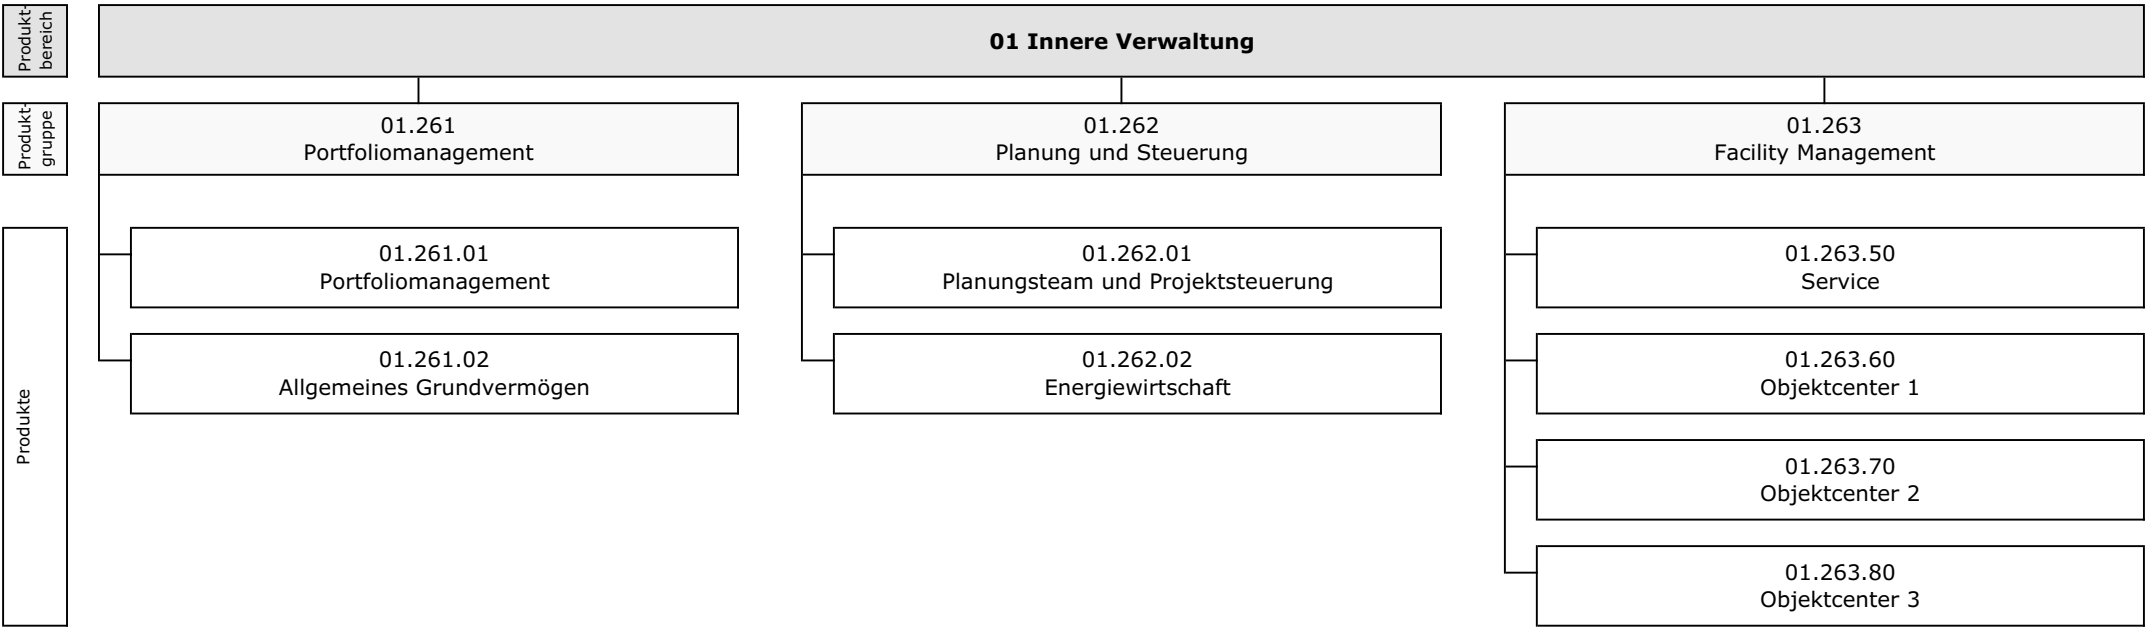 Produkt-
bereich
01 Innere Verwaltung
Produkt-
gruppe
01.261
Portfoliomanagement
01.262
Planung und Steuerung
01.263
Facility Management
Produkte
01.261.01
Portfoliomanagement
01.262.01
Planungsteam und Projektsteuerung
01.263.50
Service
01.261.02
Allgemeines Grundvermögen
01.262.02
Energiewirtschaft
01.263.60
Objektcenter 1
01.263.70
Objektcenter 2
01.263.80
Objektcenter 3